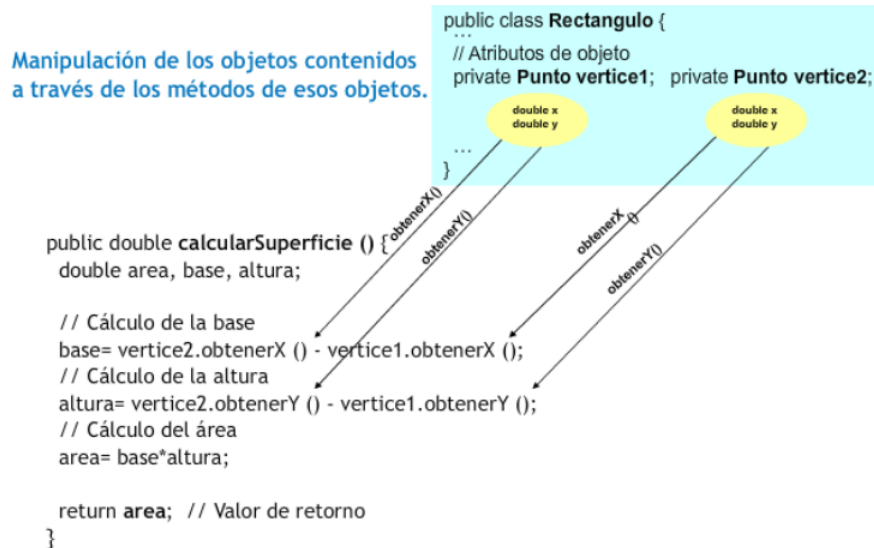 public class Rectangulo {
...
// Atributos de objeto
private Punto vertice1;   private Punto vertice2;
double x
double y
double x
double y
...
}
Manipulación de los objetos contenidos
a través de los métodos de esos objetos.
obtenerX()
obtenerY()
obtenerX()
obtenerY()
public double calcularSuperficie () {
double area, base, altura;
// Cálculo de la base
base= vertice2.obtenerX () - vertice1.obtenerX ();
// Cálculo de la altura
altura= vertice2.obtenerY () - vertice1.obtenerY ();
// Cálculo del área
area= base*altura;
return area;  // Valor de retorno
}